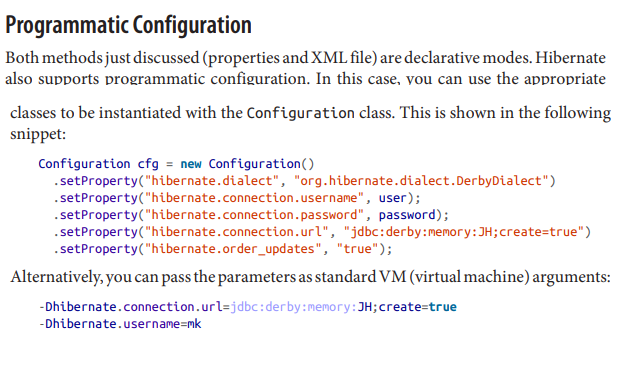 Programmatic Configuration
Both methods just discussed (properties and XML file) are declarative modes. Hibernate
also supports programmatic configuration. In this case, you can use the appropriate
classes to be instantiated with the Configuration class. This is shown in the following
snippet:
Configuration cfg = new Configuration()
.setProperty("hibernate.dialect", "org.hibernate.dialect.DerbyDialect")
.setProperty("hibernate.connection.username", user);
.setProperty("hibernate.connection.password", password);
.setProperty("hibernate.connection.url", "jdbc:derby:memory:JH;create=true")
.setProperty("hibernate.order_updates", "true");
Alternatively, you can pass the parameters as standard VM (virtual machine) arguments:
-Dhibernate.connection.url=jdbc:derby:memory:JH;create=true
-Dhibernate.username=mk